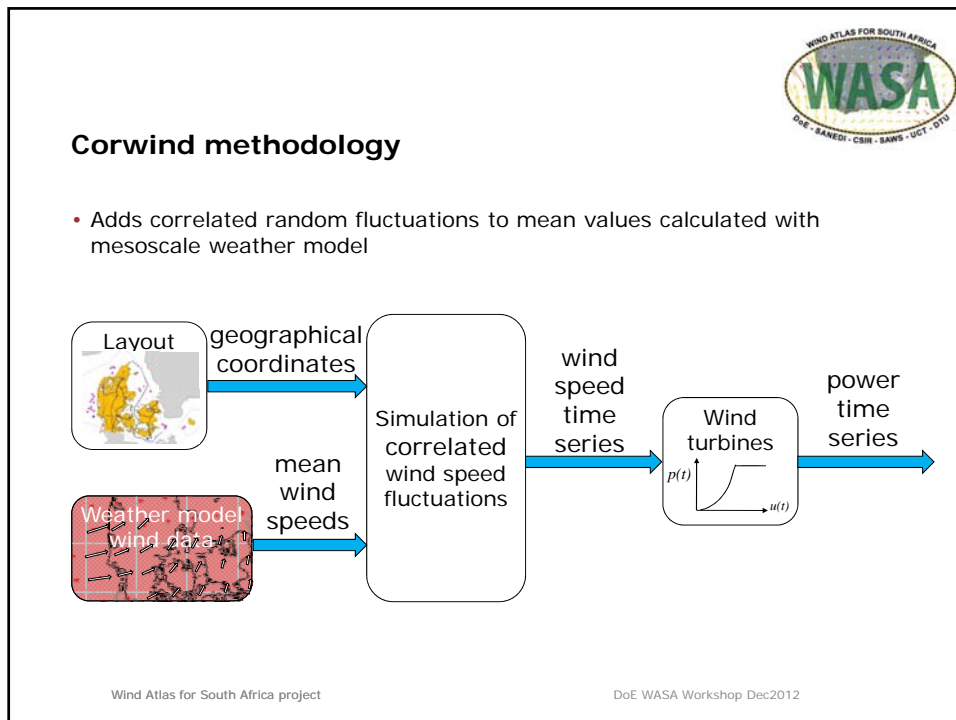 WIND ATLAS FOR SOUTH AFRICA
WASA
DoE - SANEDI - CSIR - SAWS - UCT - DTU
Corwind methodology
• Adds correlated random fluctuations to mean values calculated with
mesoscale weather model
Layout
geographical
coordinates
Weather model
wind data
mean
wind
speeds
Simulation of
correlated
wind speed
fluctuations
wind
speed
time
series
Wind
turbines
p(t)
u(t)
power
time
series
Wind Atlas for South Africa project
DoE WASA Workshop Dec2012